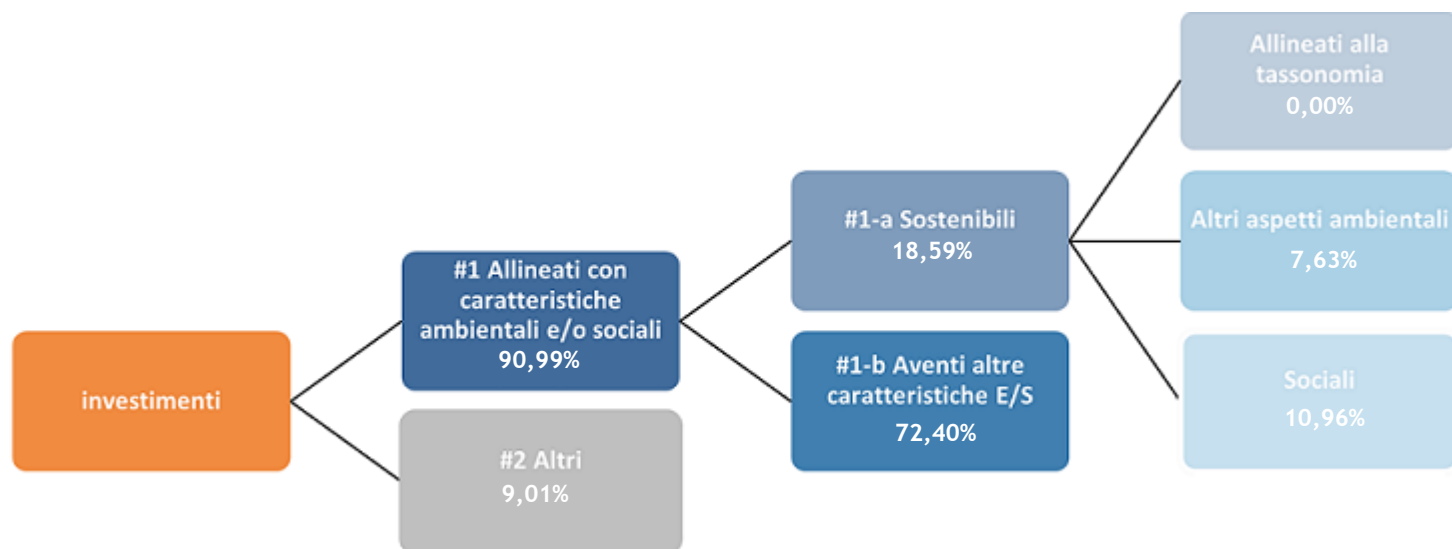 investimenti
#1 Allineati con
caratteristiche
ambientali e/o sociali
90,99%
#2 Altri
9,01%
#1-a Sostenibili
18,59%
#1-b Aventi altre
caratteristiche E/S
72,40%
Allineati alla
tassonomia
0,00%
Altri aspetti ambientali
7,63%
Sociali
10,96%